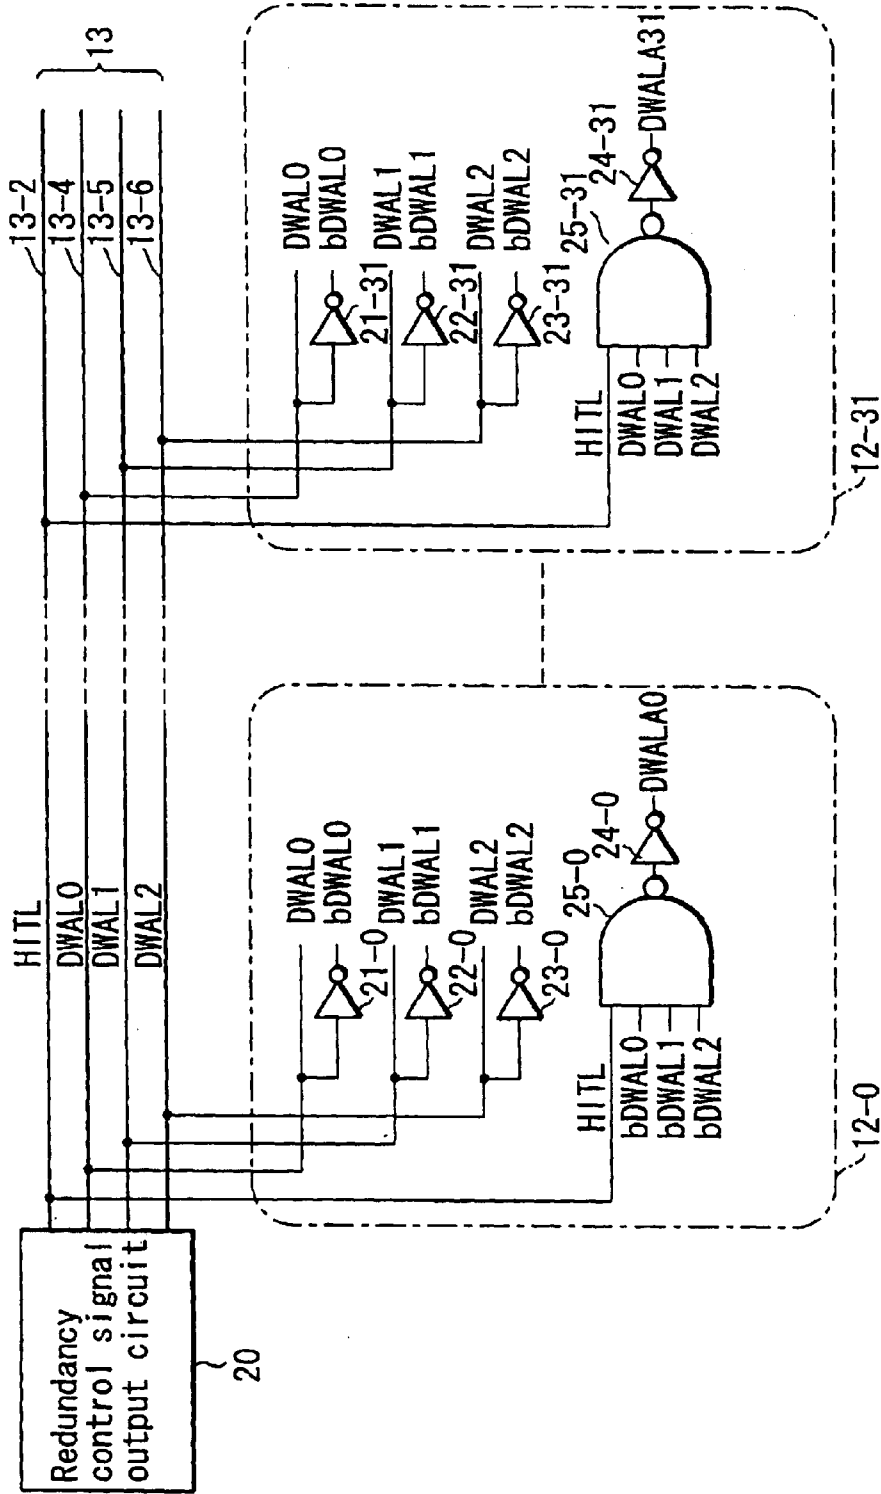 Redundancy
control signal
output circuit
20
HITL
DWAL0
DWAL1
DWAL2
13-2
13-4
13-5
13-6
13
DWAL0
bDWAL0
21-0
DWAL1
bDWAL1
22-0
DWAL2
bDWAL2
23-0
HITL
bDWAL0
bDWAL1
bDWAL2
25-0
24-0
DWALA0
12-0
DWAL0
bDWAL0
21-31
DWAL1
bDWAL1
22-31
DWAL2
bDWAL2
23-31
HITL
DWAL0
DWAL1
DWAL2
25-31
24-31
DWALA31
12-31